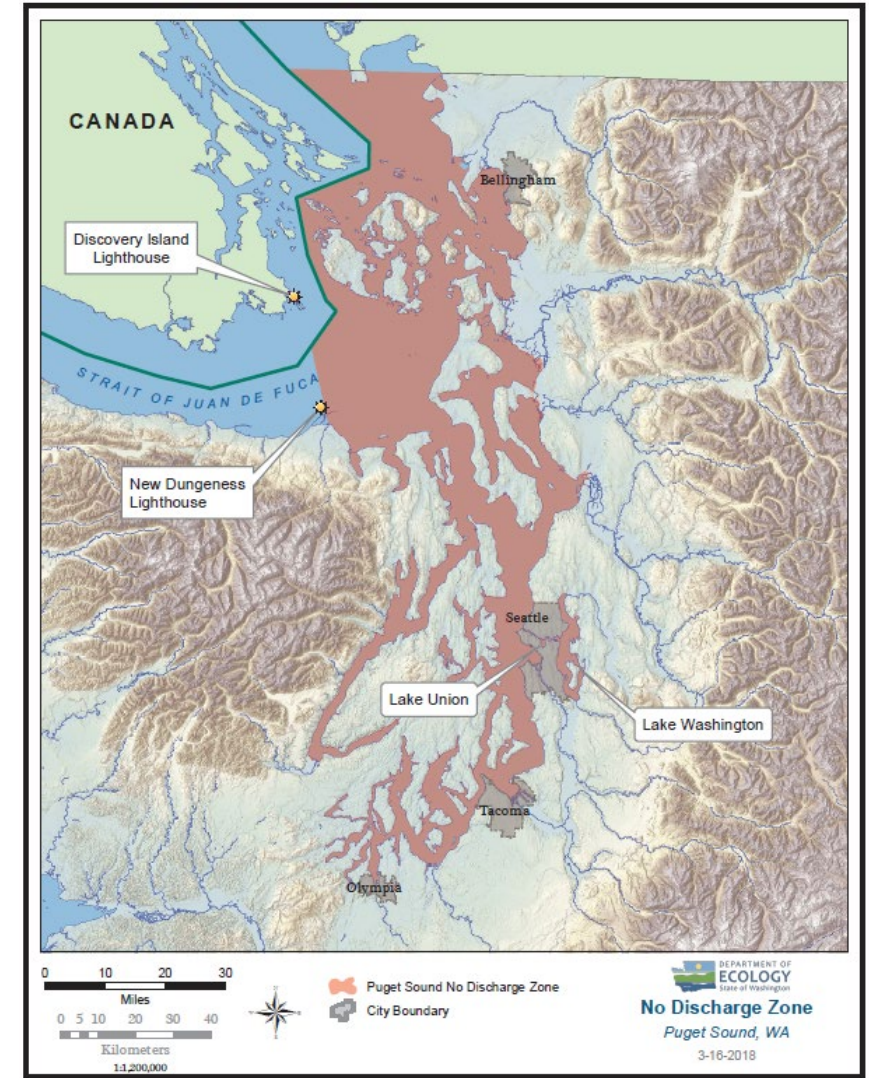 CANADA
Bellingham
Discovery Island
Lighthouse
STRAIT OF JUAN DE FUCA
New Dungeness
Lighthouse
Seattle
Lake Union
Lake Washington
Tacoma
Olympia
0 10 20 30
Miles
0 5 10 20 30 40
Kilometers
1:1,200,000
N
Puget Sound No Discharge Zone
City Boundary
DEPARTMENT OF
ECOLOGY
State of Washington
No Discharge Zone
Puget Sound, WA
3-16-2018